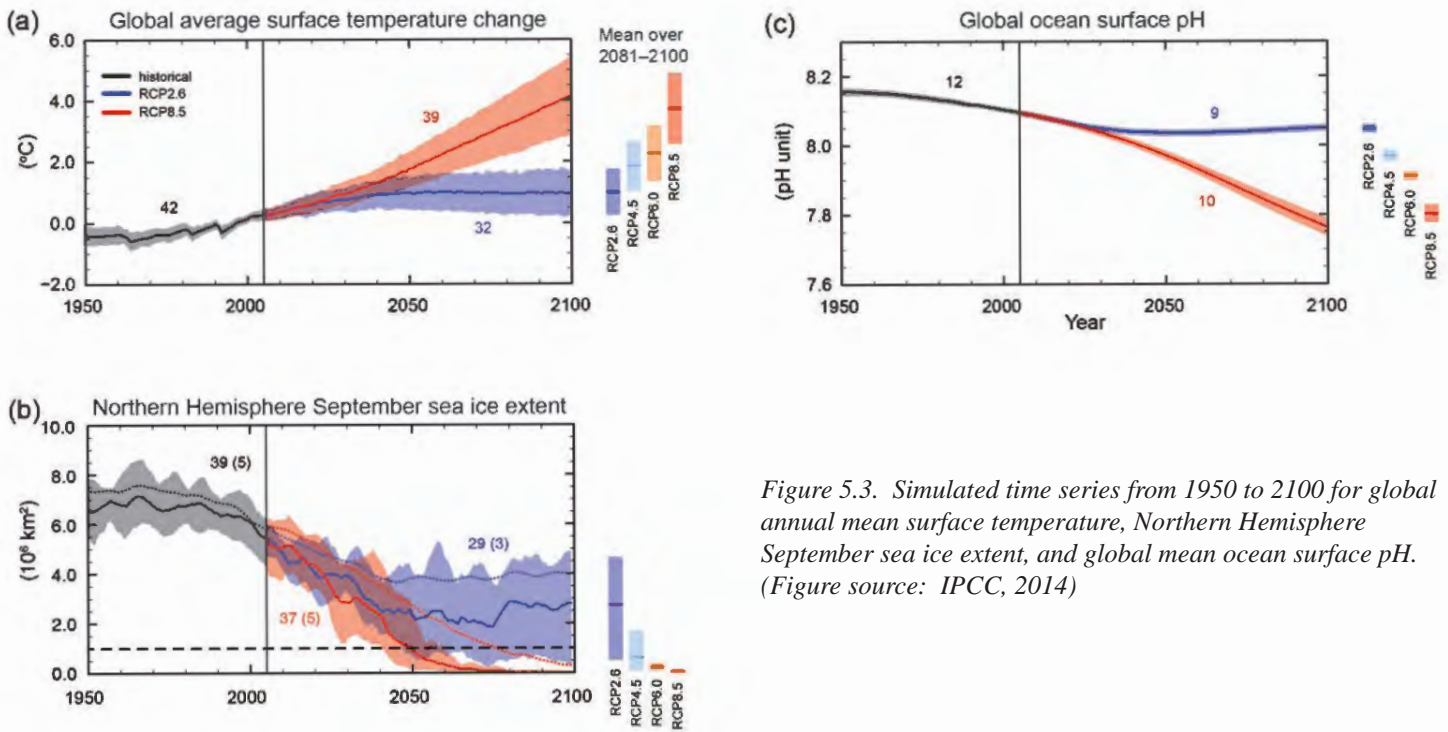 (a)
Global average surface temperature change
6.0
4.0
2.0
0.0
−2.0
(°C)
historical
RCP2.6
RCP8.5
42
39
32
1950
2000
2050
2100
Mean over
2081–2100
RCP2.6
RCP4.5
RCP6.0
RCP8.5
(c)
Global ocean surface pH
8.2
8.0
7.8
7.6
(pH unit)
12
9
10
1950
2000
2050
2100
Year
RCP2.6
RCP4.5
RCP6.0
RCP8.5
(b)
Northern Hemisphere September sea ice extent
10.0
8.0
6.0
4.0
2.0
0.0
(10⁶ km²)
39 (5)
29 (3)
37 (5)
1950
2000
2050
2100
RCP2.6
RCP4.5
RCP6.0
RCP8.5
Figure 5.3. Simulated time series from 1950 to 2100 for global
annual mean surface temperature, Northern Hemisphere
September sea ice extent, and global mean ocean surface pH.
(Figure source: IPCC, 2014)